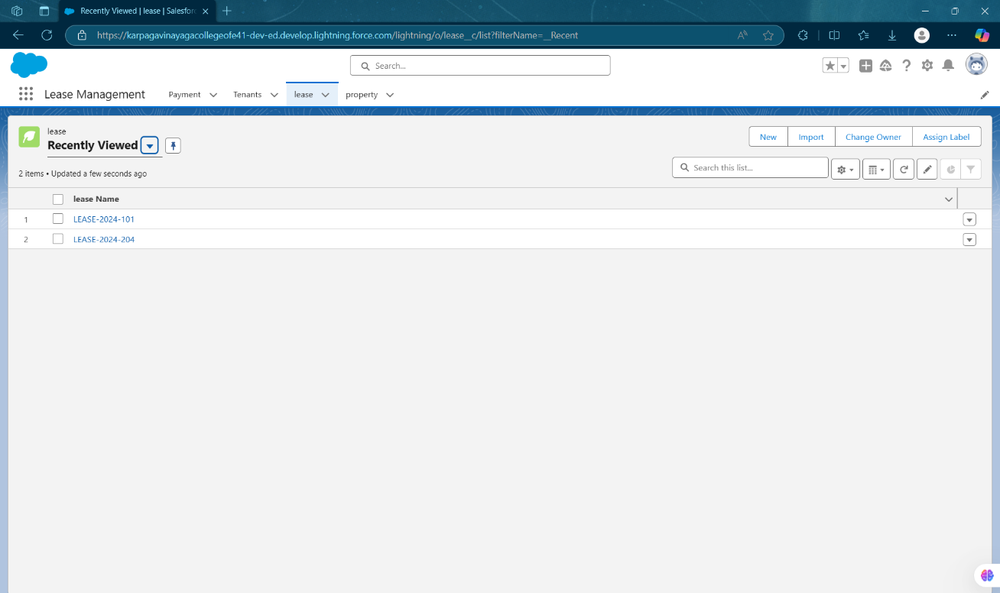 Recently Viewed | lease | Salesfor
https://karpagavinayagacollegeofe41-dev-ed.develop.lightning.force.com/lightning/o/lease__c/list?filterName=__Recent
Search...
Lease Management
Payment
Tenants
lease
property
lease
Recently Viewed
New
Import
Change Owner
Assign Label
2 items • Updated a few seconds ago
Search this list...
lease Name
1
LEASE-2024-101
2
LEASE-2024-204